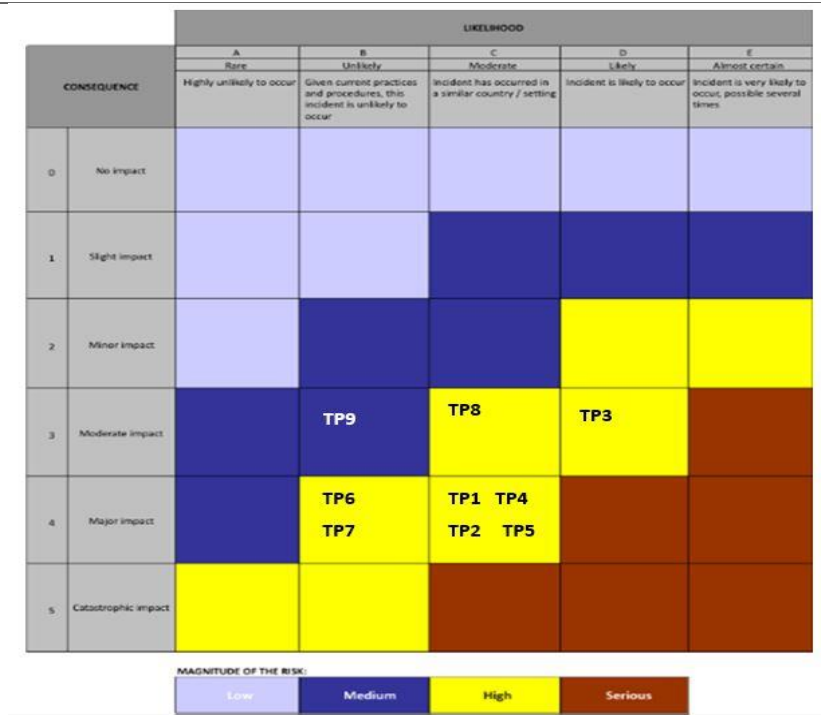 LIKELIHOOD
CONSEQUENCE
A
B
C
D
E
Rare
Unlikely
Moderate
Likely
Almost certain
Highly unlikely to occur
Given current practices
and procedures, this
incident is unlikely to
occur
Incident has occurred in
a similar country / setting
Incident is likely to occur
Incident is very likely to
occur, possible several
times
0 No impact
1 Slight impact
2 Minor impact
3 Moderate impact
TP9
TP8
TP3
4 Major impact
TP6
TP7
TP1 TP4
TP2 TP5
5 Catastrophic impact
MAGNITUDE OF THE RISK:
Low
Medium
High
Serious